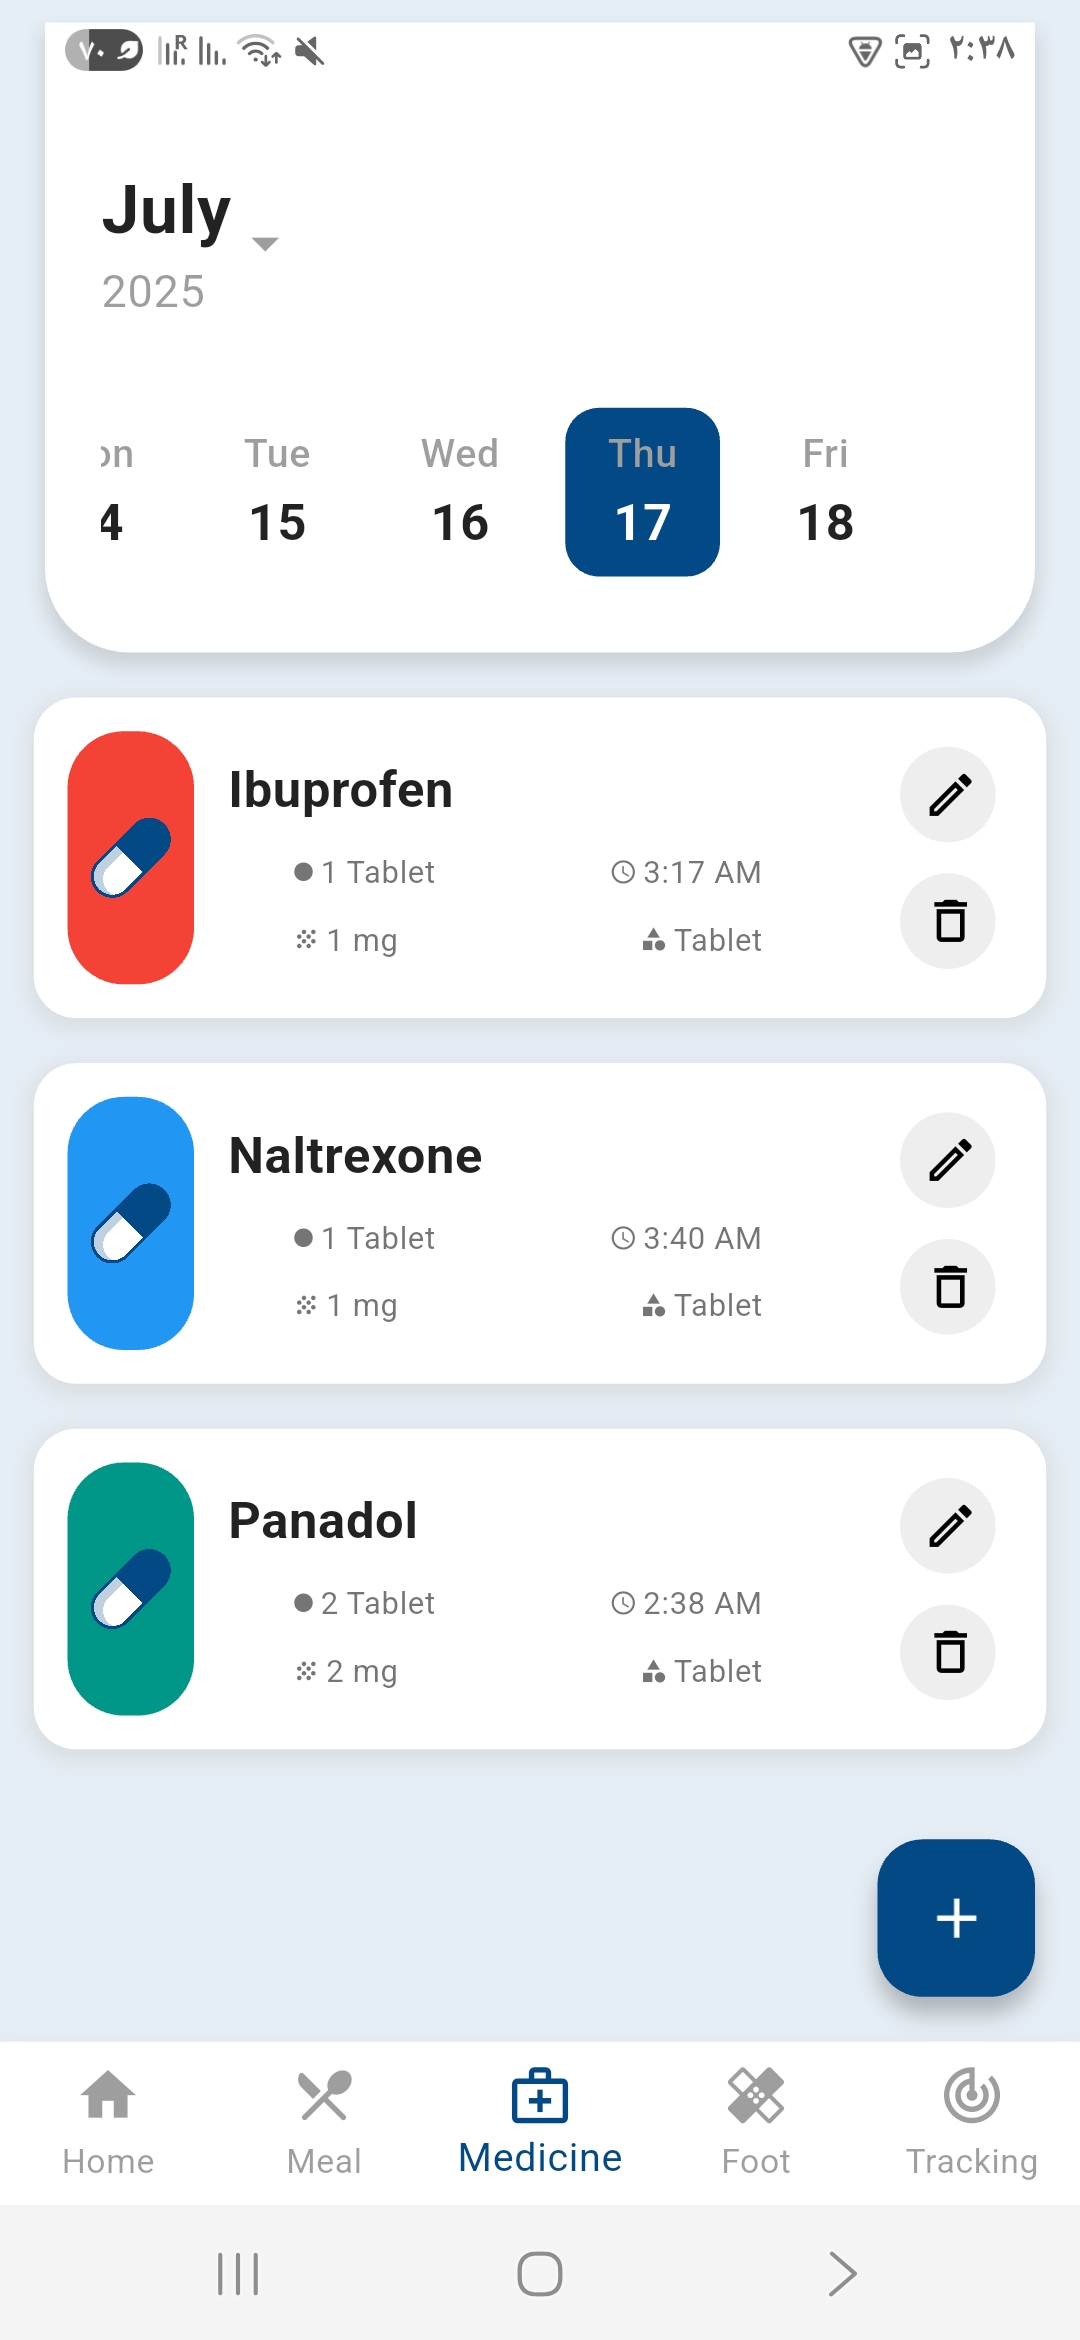 ٧٠ R ٢:٣٨
July
2025
on Tue Wed Thu Fri
4 15 16 17 18
Ibuprofen
1 Tablet 3:17 AM
1 mg Tablet
Naltrexone
1 Tablet 3:40 AM
1 mg Tablet
Panadol
2 Tablet 2:38 AM
2 mg Tablet
Home Meal Medicine Foot Tracking